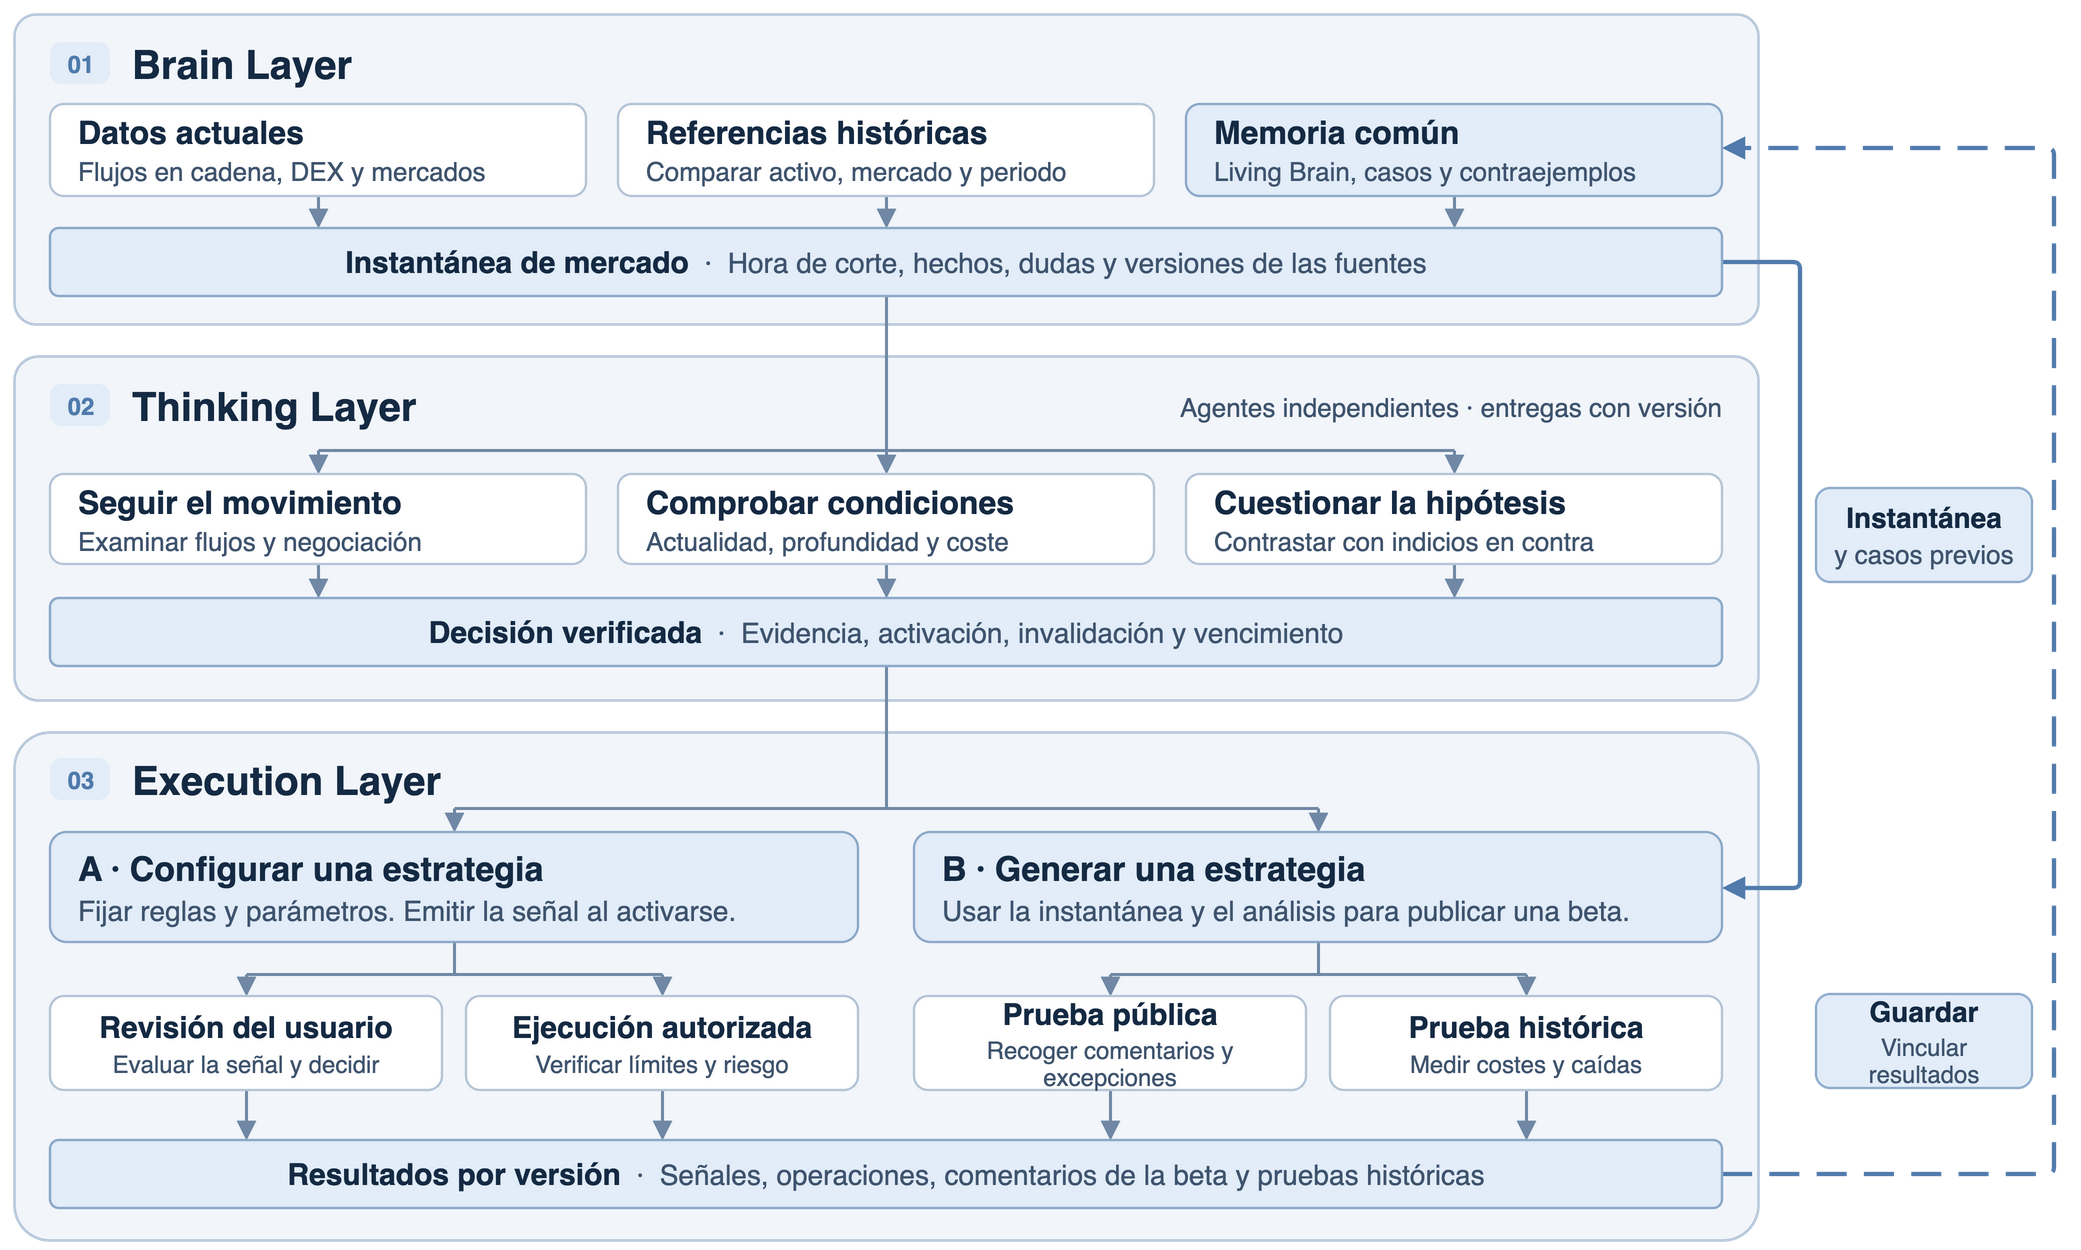 01 Brain Layer
Datos actuales
Flujos en cadena, DEX y mercados
Referencias históricas
Comparar activo, mercado y periodo
Memoria común
Living Brain, casos y contraejemplos
Instantánea de mercado · Hora de corte, hechos, dudas y versiones de las fuentes
02 Thinking Layer
Agentes independientes · entregas con versión
Seguir el movimiento
Examinar flujos y negociación
Comprobar condiciones
Actualidad, profundidad y coste
Cuestionar la hipótesis
Contrastar con indicios en contra
Instantánea
y casos previos
Decisión verificada · Evidencia, activación, invalidación y vencimiento
03 Execution Layer
A · Configurar una estrategia
Fijar reglas y parámetros. Emitir la señal al activarse.
B · Generar una estrategia
Usar la instantánea y el análisis para publicar una beta.
Revisión del usuario
Evaluar la señal y decidir
Ejecución autorizada
Verificar límites y riesgo
Prueba pública
Recoger comentarios y
excepciones
Prueba histórica
Medir costes y caídas
Guardar
Vincular
resultados
Resultados por versión · Señales, operaciones, comentarios de la beta y pruebas históricas